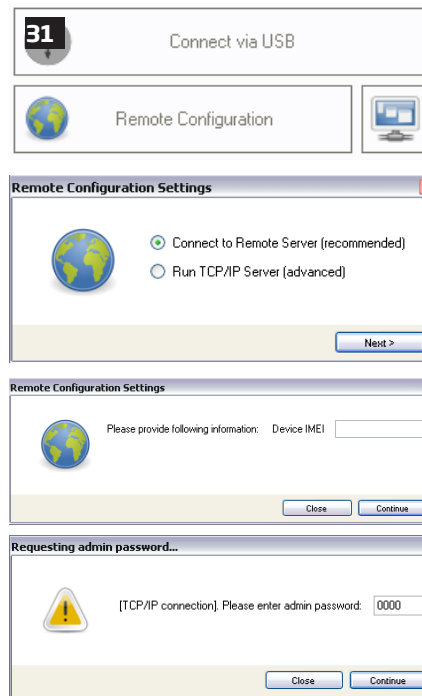 31
Connect via USB
Remote Configuration
Remote Configuration Settings
Connect to Remote Server (recommended)
Run TCP/IP Server (advanced)
Next >
Remote Configuration Settings
Please provide following information: Device IMEI
Close Continue
Requesting admin password...
[TCP/IP connection]. Please enter admin password: 0000
Close Continue